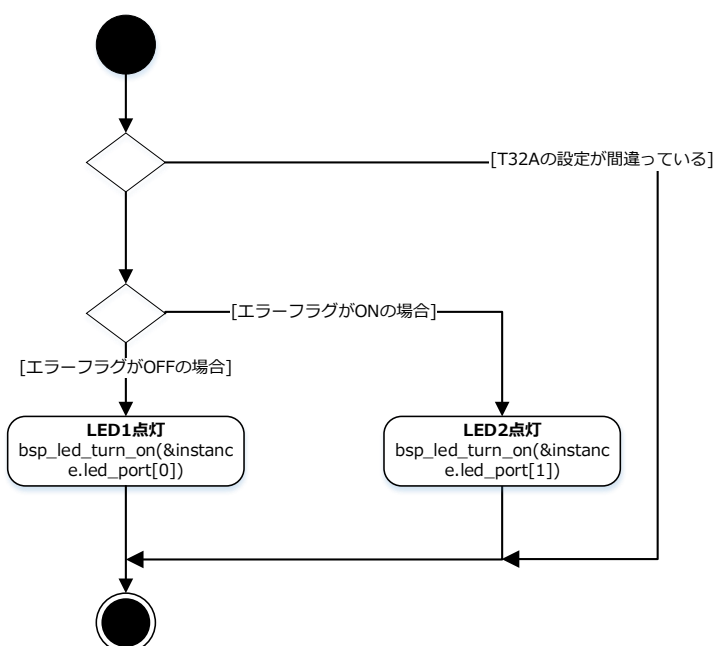 [T32Aの設定が間違っている]
[エラーフラグがONの場合]
[エラーフラグがOFFの場合]
LED1点灯
bsp_led_turn_on(&instanc
e.led_port[0])
LED2点灯
bsp_led_turn_on(&instanc
e.led_port[1])